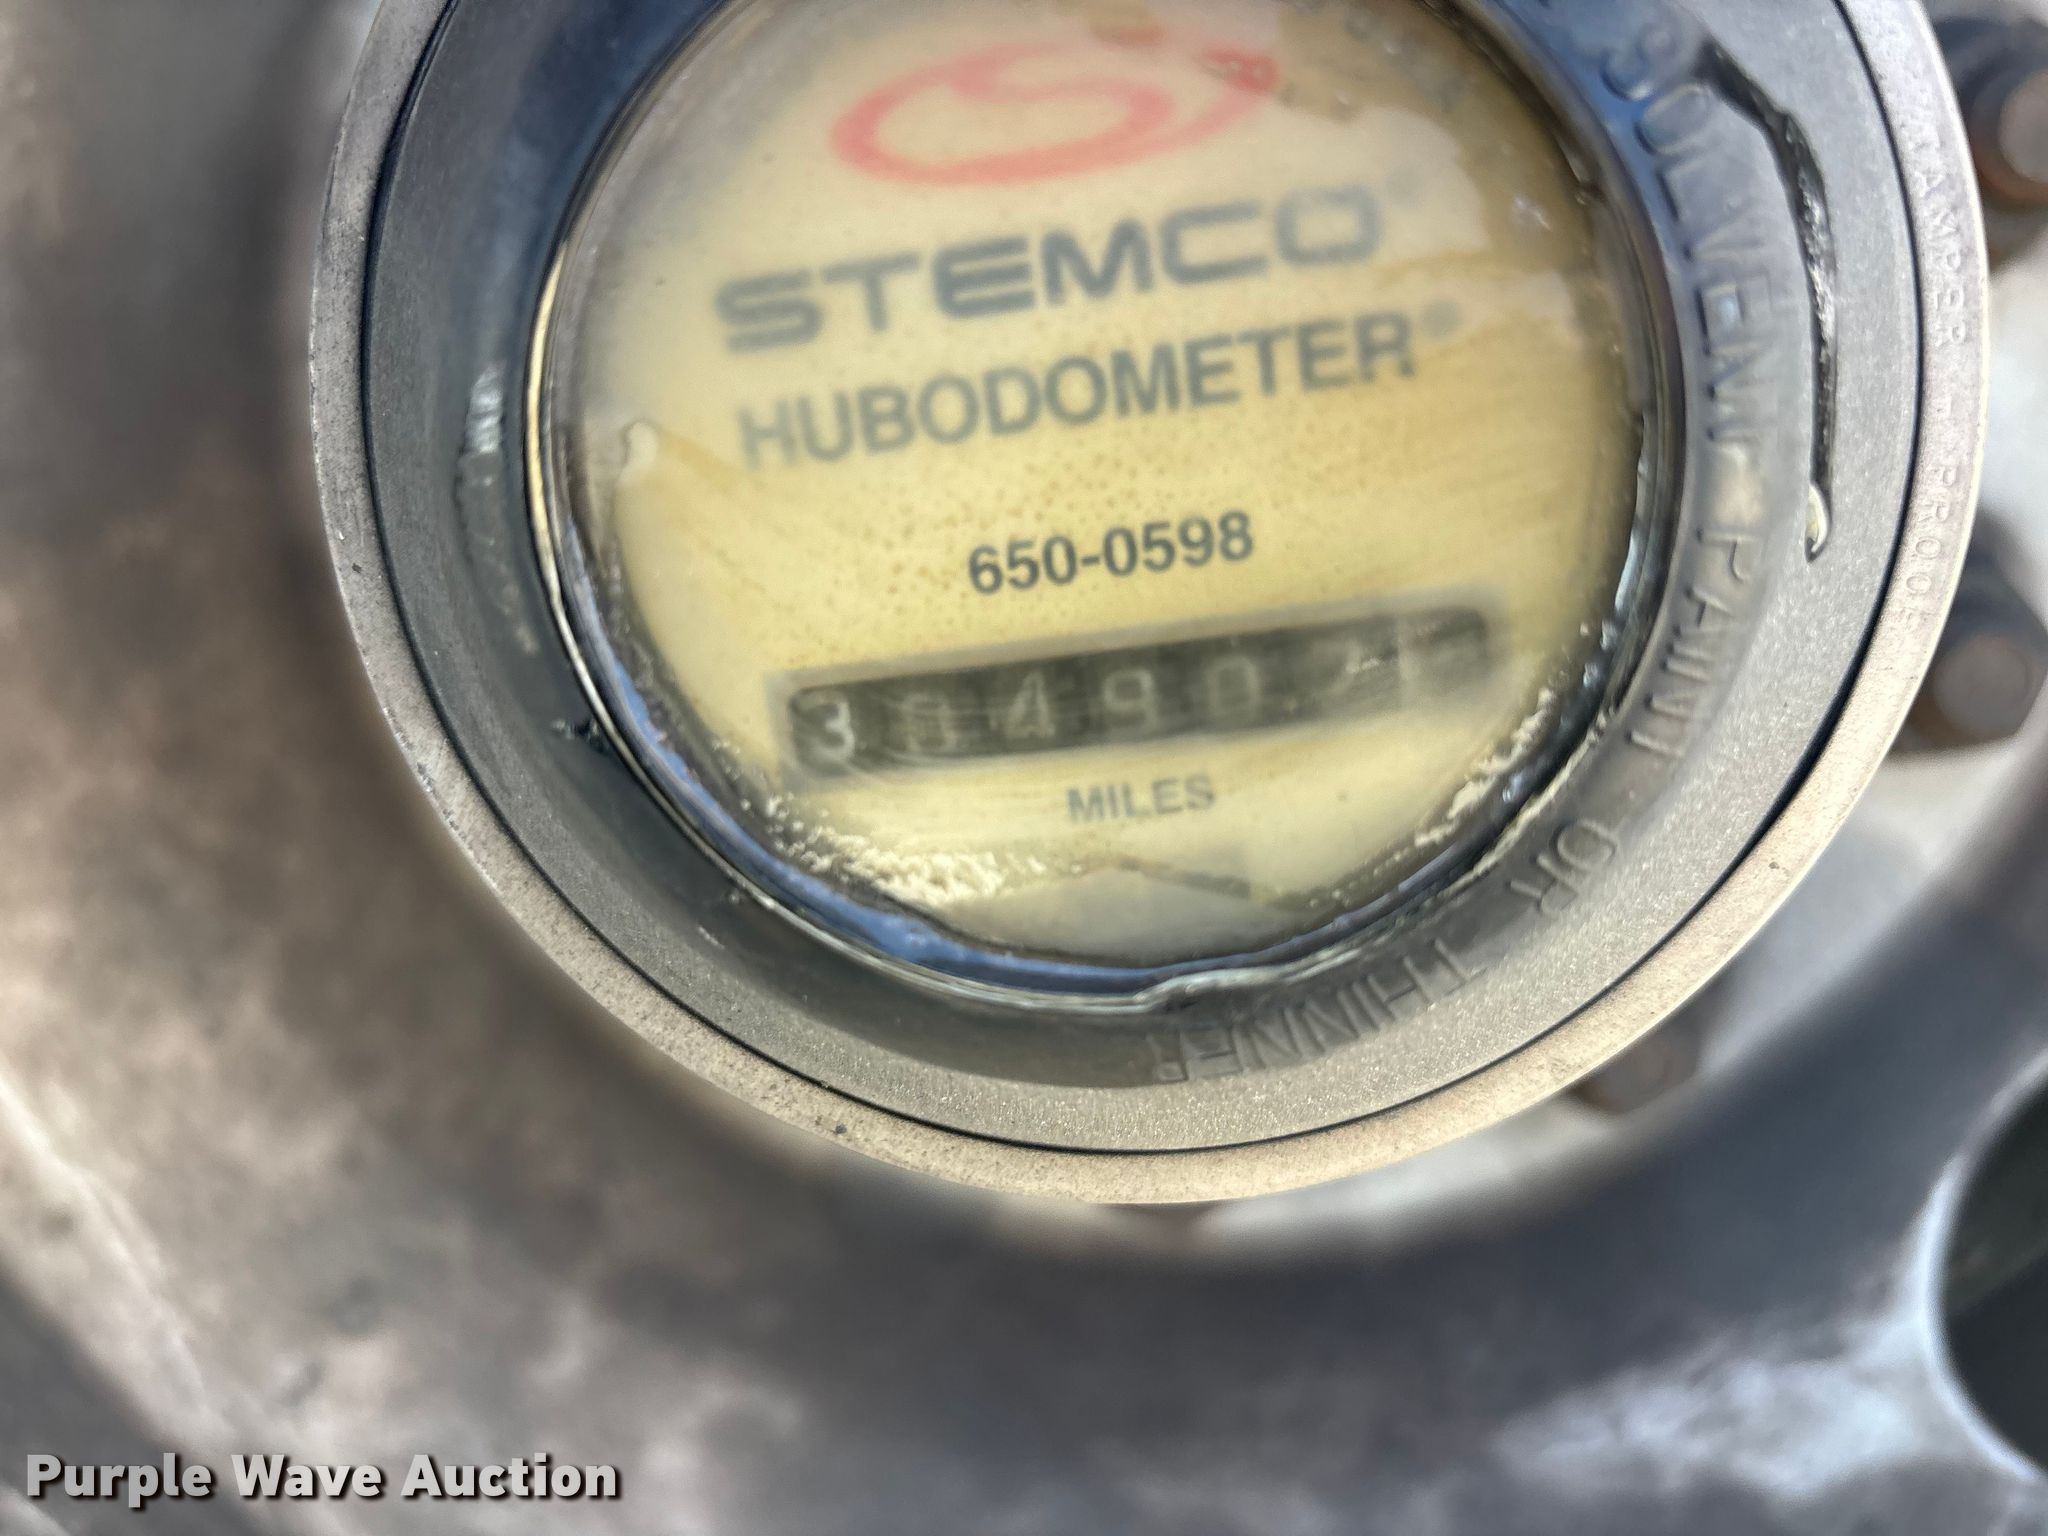 STEMCO
HUBODOMETER®
650-0598
MILES
SOLVENT PAINT OR THINNER
TAMPER PROOF
Purple Wave Auction